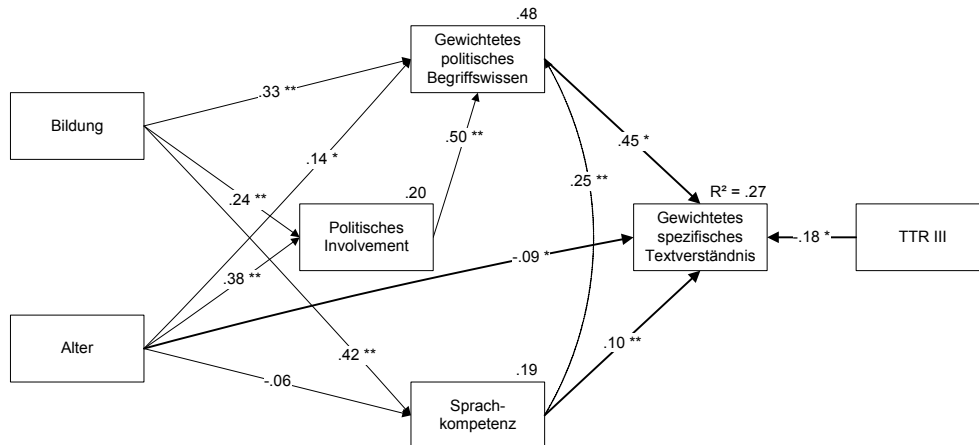 .48
Gewichtetes
politisches
Begriffswissen
.33 **
Bildung
.14 *
.50 **
.45 *
.25 **
.24 **
.20
R² = .27
Politisches
Involvement
Gewichtetes
spezifisches
Textverständnis
-.18 *
TTR III
-.09 *
.38 **
Alter
.42 **
.10 **
-.06
.19
Sprach-
kompetenz